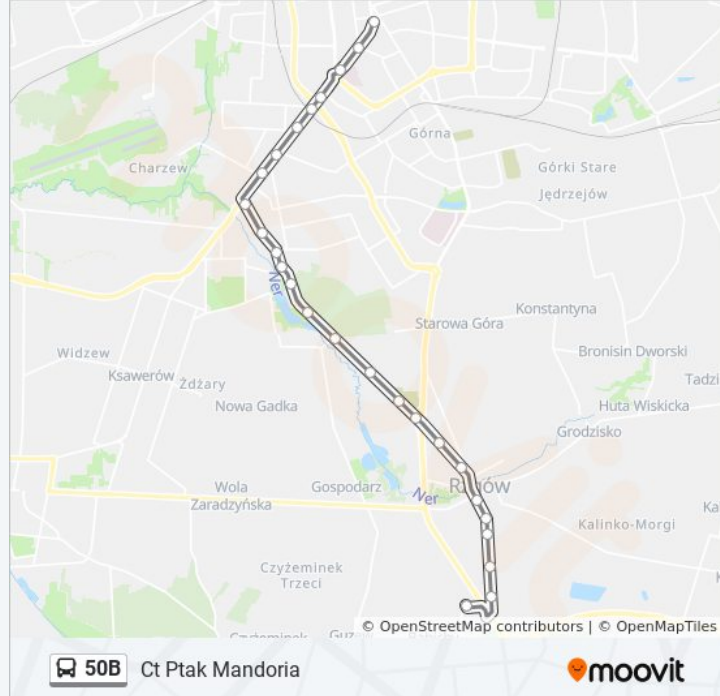 Górna
Charzew
Górki Stare
Jędrzejów
Ner
Konstantyna
Starowa Góra
Widzew
Bronisin Dworski
Ksawerów
Żdżary
Tadzi
Nowa Gadka
Huta Wiskicka
Grodzisko
Wola
Zaradzyńska
Gospodarz
Ner
Rzgów
Kalinko-Morgi
Czyżeminek
Trzeci
© OpenStreetMap contributors | © OpenMapTiles
50B Ct Ptak Mandoria
moovit